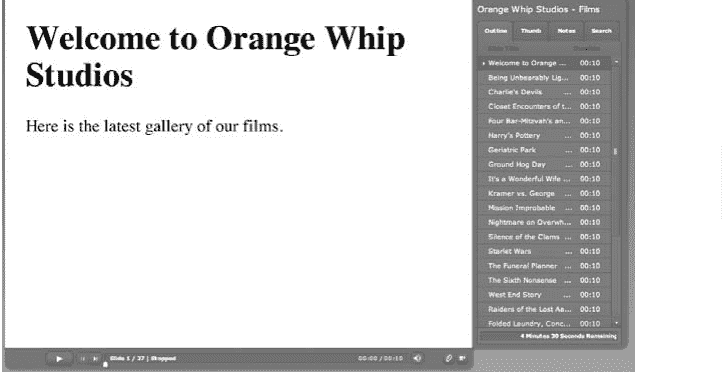 Welcome to Orange Whip
Studios
Here is the latest gallery of our films.
Orange Whip Studios - Films
Outline Thumb Notes Search
Slide Title Duration
Welcome to Orange ... 00:10
Being Unbearably Lig... 00:10
Charlie's Devils ... 00:10
Closet Encounters of t... 00:10
Four Bar-Mitzvah's an... 00:10
Harry's Pottery ... 00:10
Geriatric Park ... 00:10
Ground Hog Day ... 00:10
It's a Wonderful Wife ... 00:10
Kramer vs. George ... 00:10
Mission Improbable ... 00:10
Nightmare on Overwh... 00:10
Silence of the Clams ... 00:10
Starlet Wars ... 00:10
The Funeral Planner ... 00:10
The Sixth Nonsense ... 00:10
West End Story ... 00:10
Raiders of the Lost Aa... 00:10
Folded Laundry, Conc... 00:10
4 Minutes 30 Seconds Remaining
Slide 1 / 27 | Stopped 00:00 / 00:10